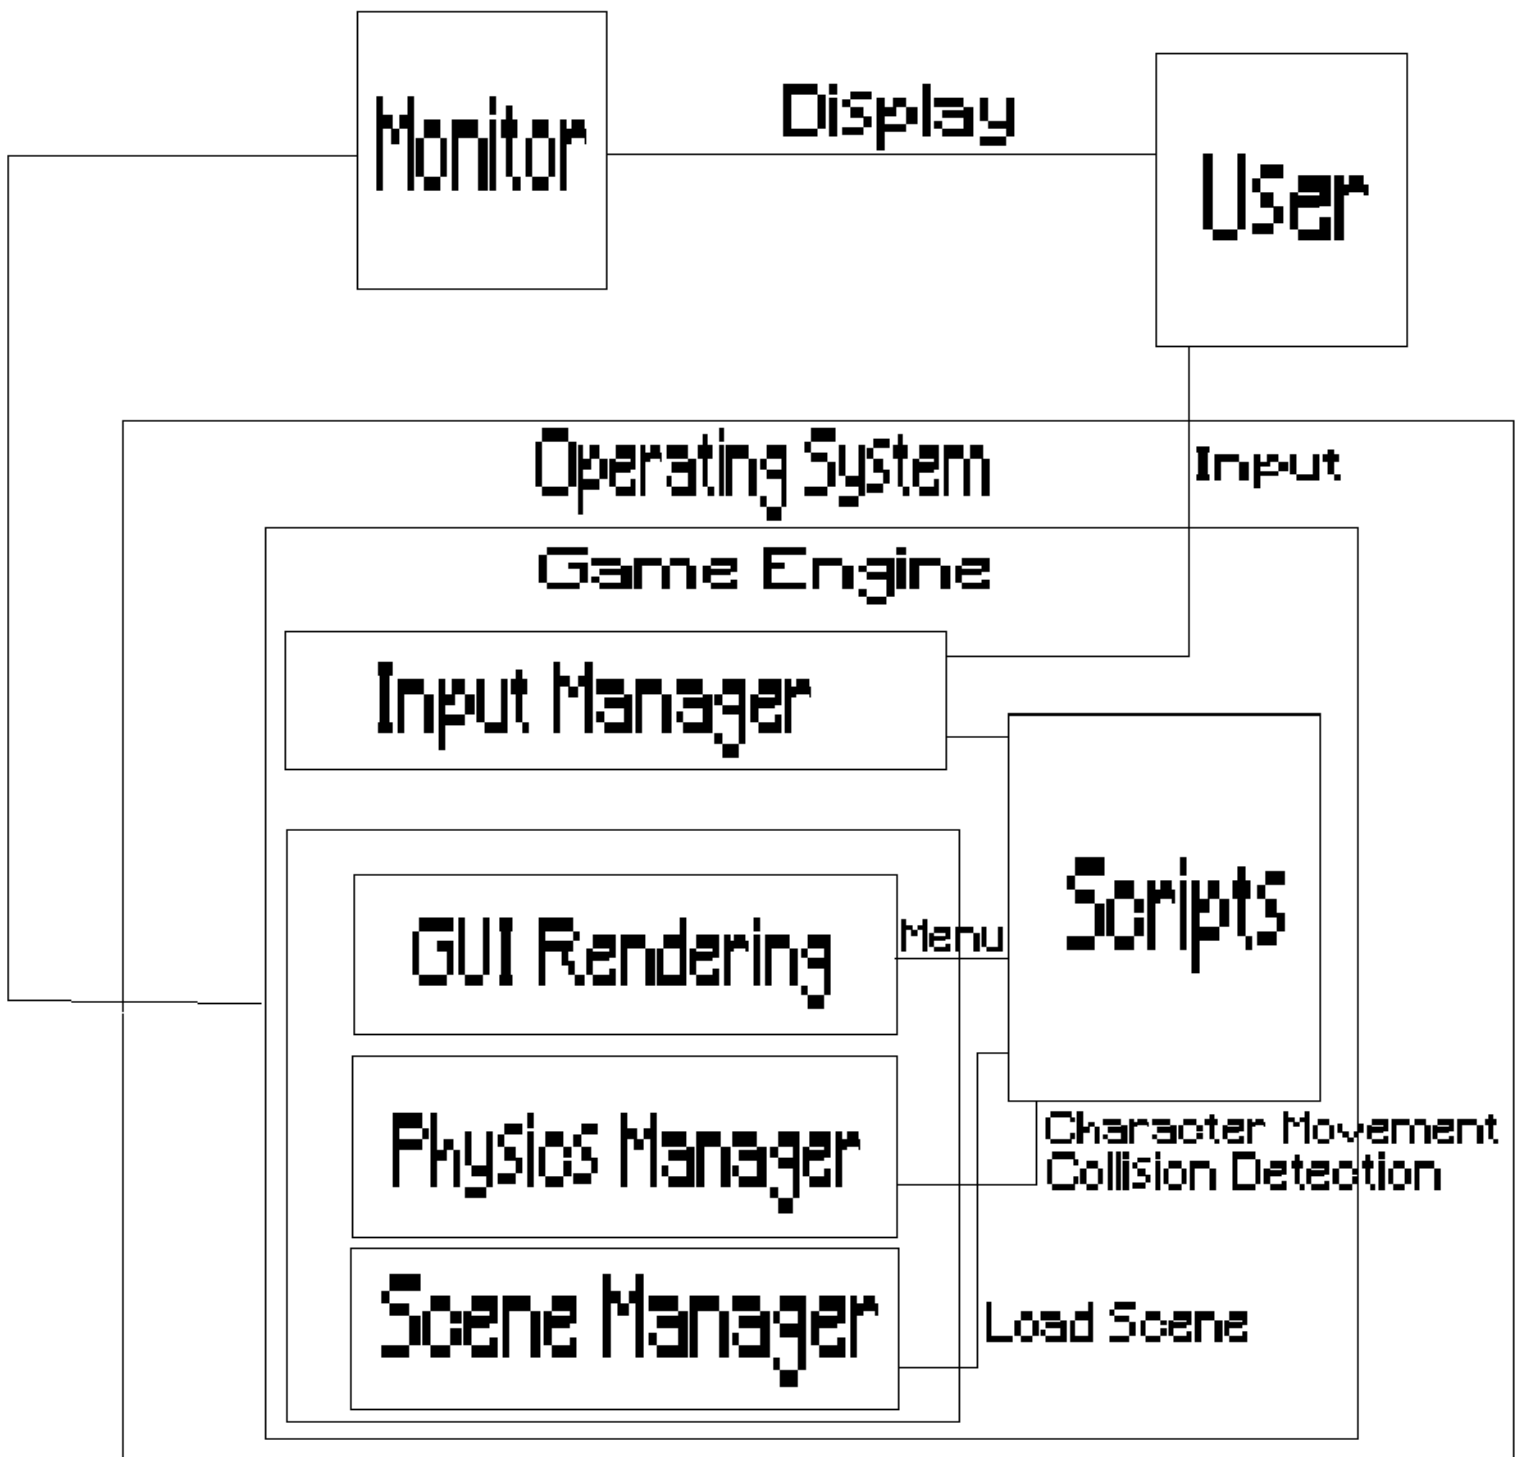 Monitor
Display
User
Operating System
Input
Game Engine
Input Manager
Scripts
GUI Rendering
Menu
Physics Manager
Character Movement
Collision Detection
Scene Manager
Load Scene